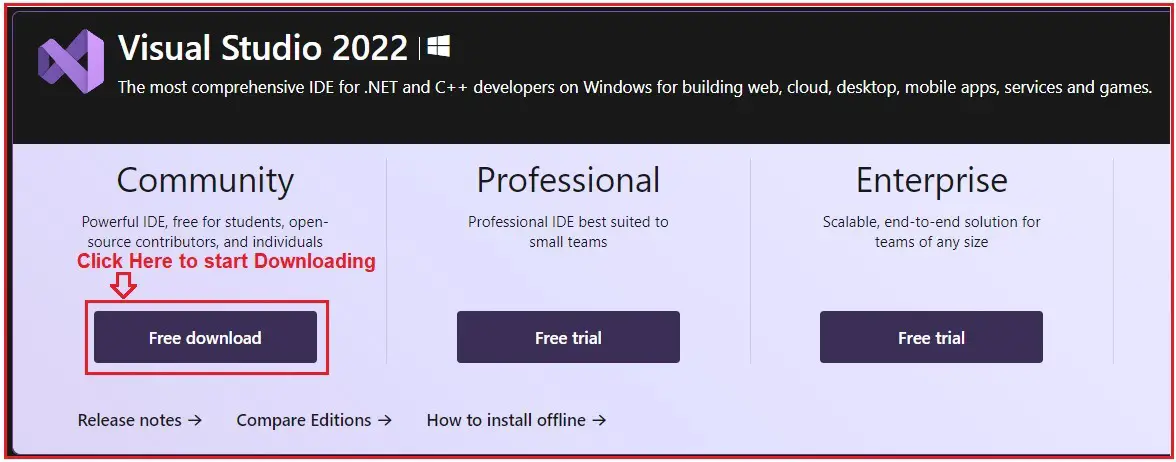 Visual Studio 2022
The most comprehensive IDE for .NET and C++ developers on Windows for building web, cloud, desktop, mobile apps, services and games.
Community
Powerful IDE, free for students, open-
source contributors, and individuals
Click Here to start Downloading
Free download
Professional
Professional IDE best suited to
small teams
Free trial
Enterprise
Scalable, end-to-end solution for
teams of any size
Free trial
Release notes → Compare Editions → How to install offline →